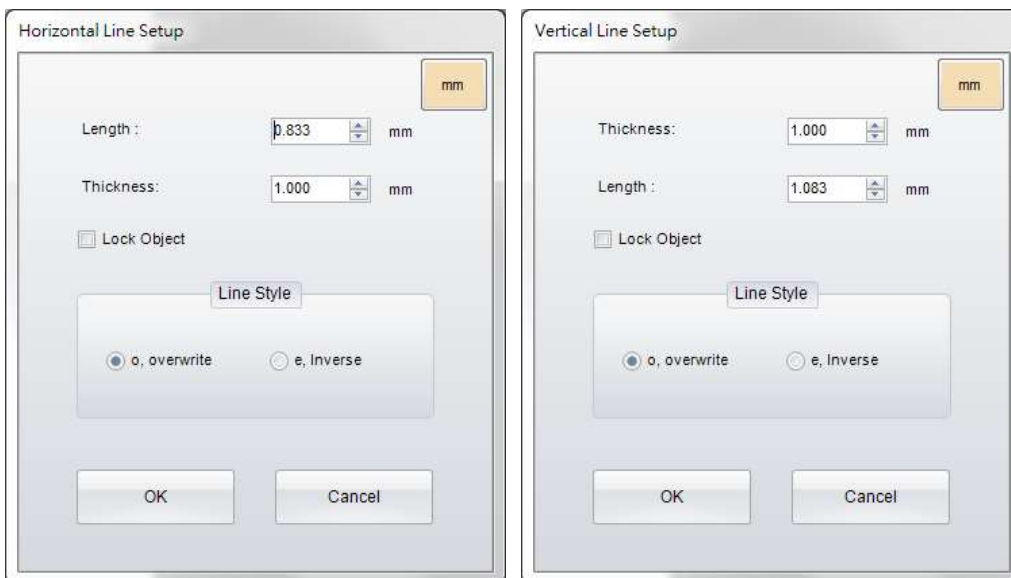 Horizontal Line Setup
mm
Length : 0.833 mm
Thickness: 1.000 mm
Lock Object
Line Style
o, overwrite e, Inverse
OK Cancel
Vertical Line Setup
mm
Thickness: 1.000 mm
Length : 1.083 mm
Lock Object
Line Style
o, overwrite e, Inverse
OK Cancel